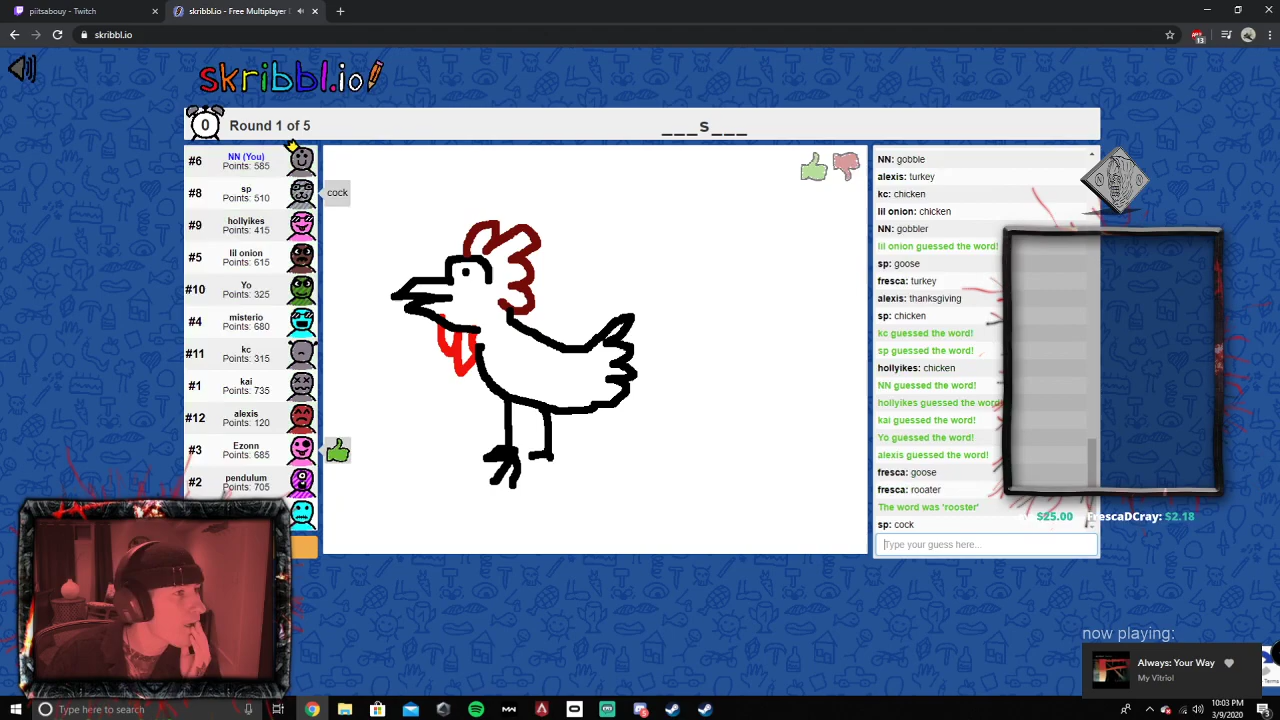 piitsabouy - Twitch
skribbl.io - Free Multiplayer
skribbl.io
13
skribbl.io
0
Round 1 of 5
___s___
#6 NN (You)
Points: 585
#8 sp
Points: 510
#9 hollyikes
Points: 415
#5 lil onion
Points: 615
#10 Yo
Points: 325
#4 misterio
Points: 680
#11 kc
Points: 315
#1 kai
Points: 735
#12 alexis
Points: 120
#3 Ezonn
Points: 685
#2 pendulum
Points: 705
cock
NN: gobble
alexis: turkey
kc: chicken
lil onion: chicken
NN: gobbler
lil onion guessed the word!
sp: goose
fresca: turkey
alexis: thanksgiving
sp: chicken
kc guessed the word!
sp guessed the word!
hollyikes: chicken
NN guessed the word!
hollyikes guessed the word!
kai guessed the word!
Yo guessed the word!
alexis guessed the word!
fresca: goose
fresca: rooater
The word was 'rooster'
sp: cock
Type your guess here...
$25.00 FrescaDCray: $2.18
now playing:
Always: Your Way
My Vitriol
Terms
Type here to search
10:03 PM
3/9/2020